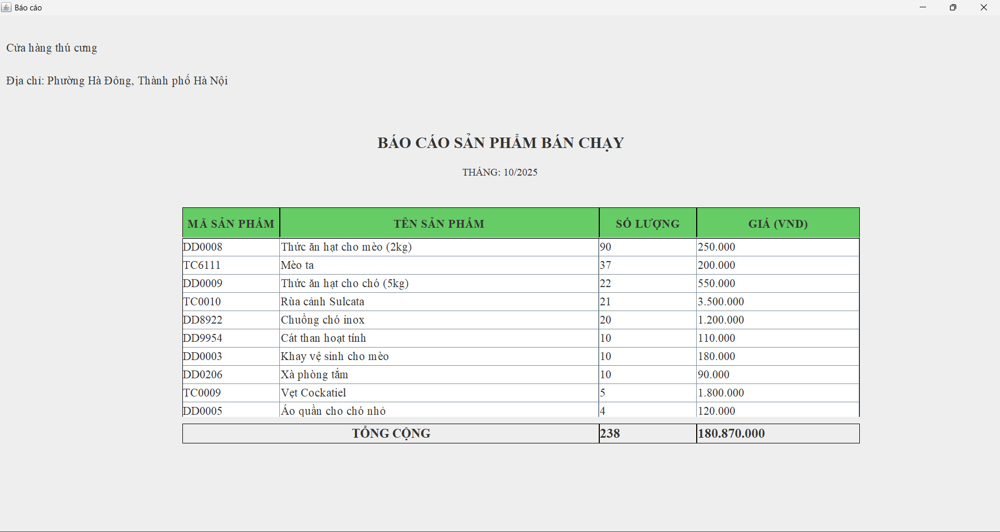 Báo cáo
Cửa hàng thú cưng
Địa chỉ: Phường Hà Đông, Thành phố Hà Nội
BÁO CÁO SẢN PHẨM BÁN CHẠY
THÁNG: 10/2025
MÃ SẢN PHẨM TÊN SẢN PHẨM SỐ LƯỢNG GIÁ (VND)
DD0008 Thức ăn hạt cho mèo (2kg) 90 250.000
TC6111 Mèo ta 37 200.000
DD0009 Thức ăn hạt cho chó (5kg) 22 550.000
TC0010 Rùa cảnh Sulcata 21 3.500.000
DD8922 Chuồng chó inox 20 1.200.000
DD9954 Cát than hoạt tính 10 110.000
DD0003 Khay vệ sinh cho mèo 10 180.000
DD0206 Xà phòng tắm 10 90.000
TC0009 Vẹt Cockatiel 5 1.800.000
DD0005 Áo quần cho chó nhỏ 4 120.000
TỔNG CỘNG 238 180.870.000